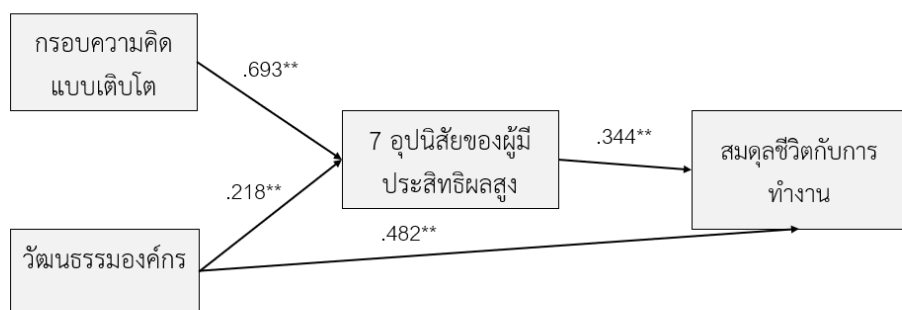 กรอบความคิด
แบบเติบโต
.693**
7 อุปนิสัยของผู้มี
ประสิทธิผลสูง
.344**
สมดุลชีวิตกับการ
ทำงาน
.218**
.482**
วัฒนธรรมองค์กร